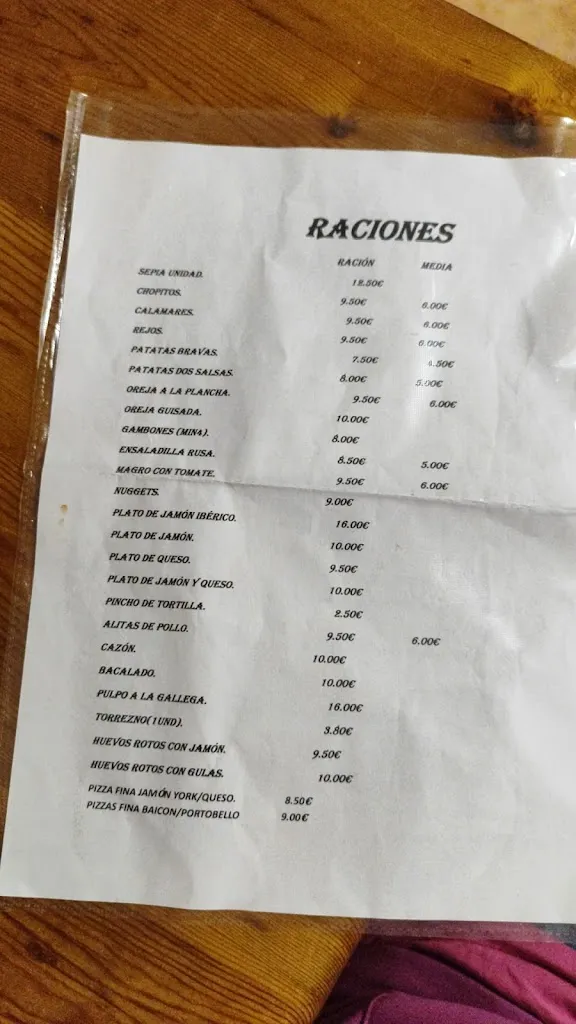 RACIONES
RACIÓN MEDIA
SEPIA UNIDAD. 12.50€
CHOPITOS. 9.50€ 6.00€
CALAMARES. 9.50€ 6.00€
REJOS. 9.50€ 6.00€
PATATAS BRAVAS. 7.50€ 4.50€
PATATAS DOS SALSAS. 8.00€ 5.00€
OREJA A LA PLANCHA. 9.50€ 6.00€
OREJA GUISADA. 10.00€
GAMBONES (MIN4). 8.00€
ENSALADILLA RUSA. 8.50€ 5.00€
MAGRO CON TOMATE. 9.50€ 6.00€
NUGGETS. 9.00€
PLATO DE JAMÓN IBÉRICO. 16.00€
PLATO DE JAMÓN. 10.00€
PLATO DE QUESO. 9.50€
PLATO DE JAMÓN Y QUESO. 10.00€
PINCHO DE TORTILLA. 2.50€
ALITAS DE POLLO. 9.50€ 6.00€
CAZÓN. 10.00€
BACALADO. 10.00€
PULPO A LA GALLEGA. 16.00€
TORREZNO(1UND). 3.80€
HUEVOS ROTOS CON JAMÓN. 9.50€
HUEVOS ROTOS CON GULAS. 10.00€
PIZZA FINA JAMÓN YORK/QUESO. 8.50€
PIZZAS FINA BAICON/PORTOBELLO 9.00€